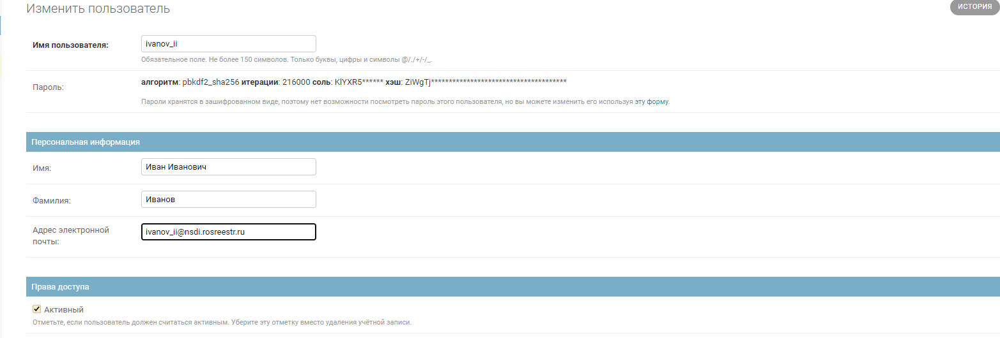 Изменить пользователь
ИСТОРИЯ
Имя пользователя: ivanov_ii
Обязательное поле. Не более 150 символов. Только буквы, цифры и символы @/./+/-/_.
Пароль: алгоритм: pbkdf2_sha256 итерации: 216000 соль: KlYXR5****** хэш: ZiWgTj**************************************
Пароли хранятся в зашифрованном виде, поэтому нет возможности посмотреть пароль этого пользователя, но вы можете изменить его используя эту форму.
Персональная информация
Имя: Иван Иванович
Фамилия: Иванов
Адрес электронной почты: ivanov_ii@nsdi.rosreestr.ru
Права доступа
Активный
Отметьте, если пользователь должен считаться активным. Уберите эту отметку вместо удаления учётной записи.